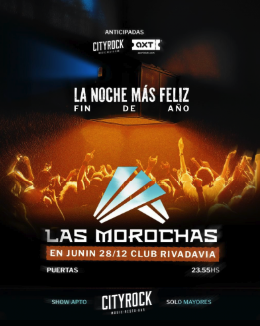 ANTICIPADAS
CITYROCK
QXT
LA NOCHE MÁS FELIZ
FIN DE AÑO
LAS MOROCHAS
EN JUNIN 28/12 CLUB RIVADAVIA
PUERTAS 23.55HS
SHOW APTO CITYROCK SOLO MAYORES